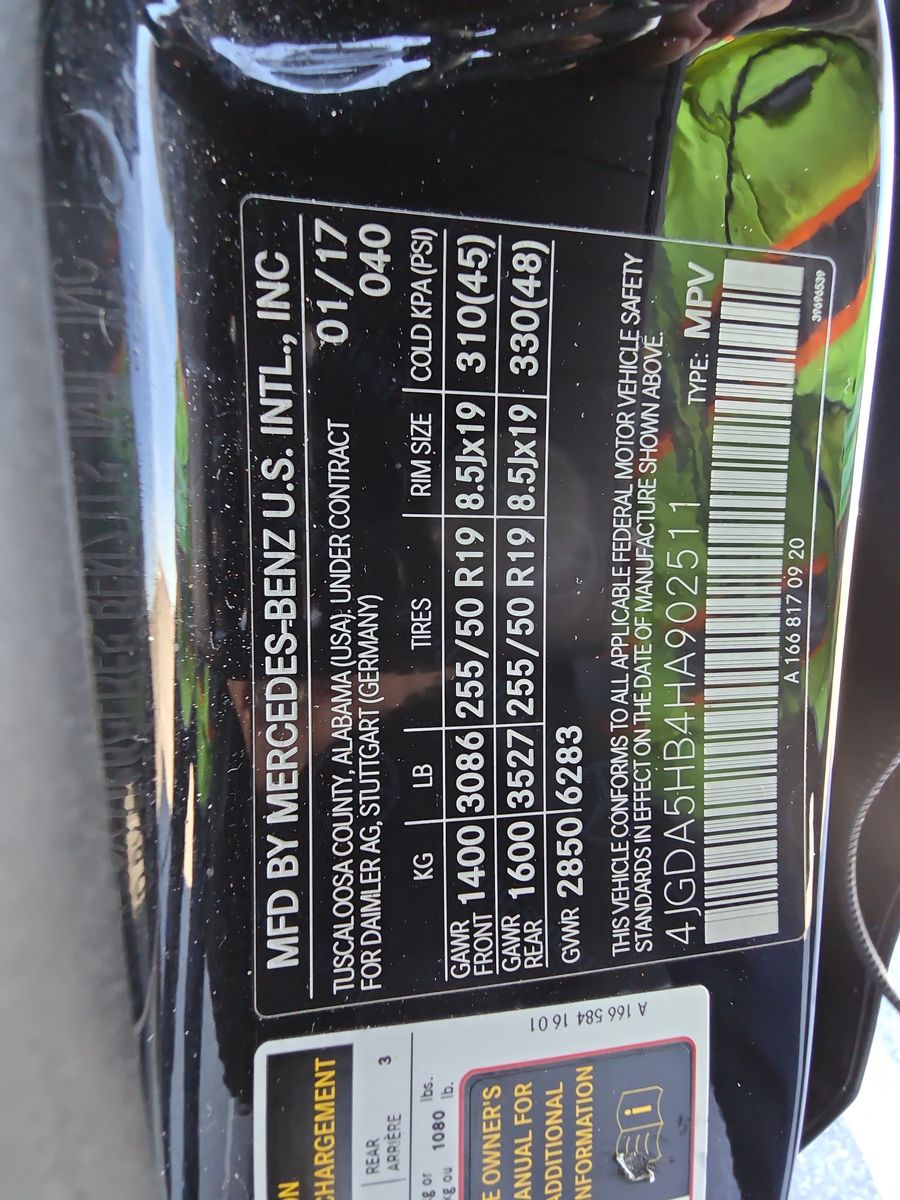 MFD BY MERCEDES-BENZ U.S. INTL., INC
TUSCALOOSA COUNTY, ALABAMA (USA), UNDER CONTRACT 01/17
FOR DAIMLER AG, STUTTGART (GERMANY) 040
KG LB TIRES RIM SIZE COLD KPA(PSI)
GAWR FRONT 1400 3086 255/50 R19 8.5Jx19 310(45)
GAWR REAR 1600 3527 255/50 R19 8.5Jx19 330(48)
GVWR 2850 6283
THIS VEHICLE CONFORMS TO ALL APPLICABLE FEDERAL MOTOR VEHICLE SAFETY
STANDARDS IN EFFECT ON THE DATE OF MANUFACTURE SHOWN ABOVE.
4JGDA5HB4HA902511 TYPE: MPV
A 166 817 09 20
39696539
CHARGEMENT
REAR 3
ARRIÈRE
g or lbs.
kg ou 1080 lb.
OWNER'S
FOR
A 166 584 16 01